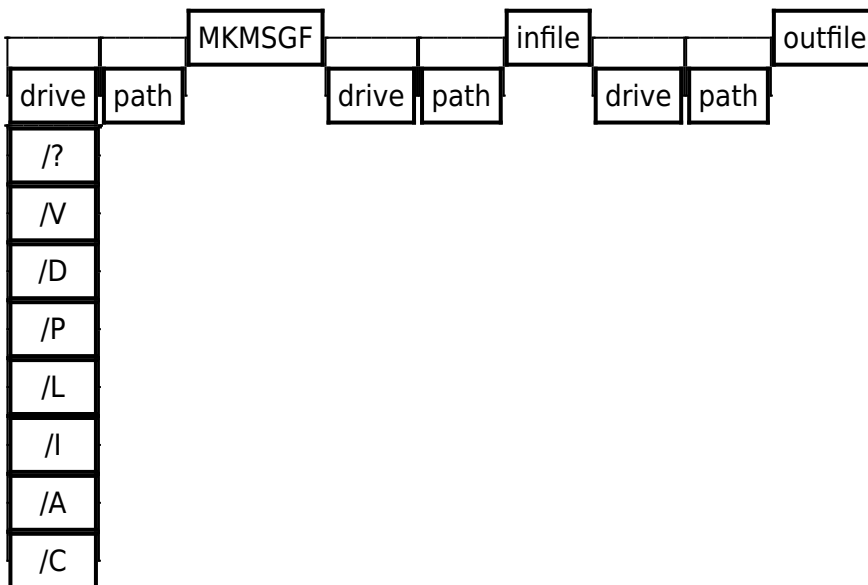 MKMSGF infile outfile
drive path drive path drive path
/?
/V
/D
/P
/L
/I
/A
/C